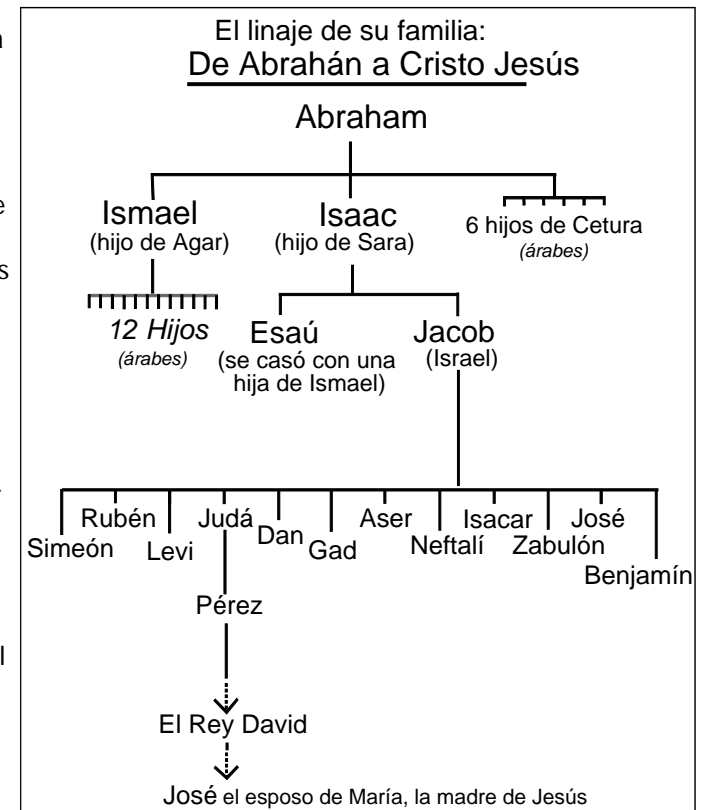 El linaje de su familia:
De Abrahán a Cristo Jesús
Abraham
Ismael
(hijo de Agar)
Isaac
(hijo de Sara)
6 hijos de Cetura
(árabes)
12 Hijos
(árabes)
Esaú
(se casó con una
hija de Ismael)
Jacob
(Israel)
Simeón
Rubén
Levi
Judá
Dan
Gad
Aser
Neftalí
Isacar
Zabulón
José
Benjamín
Pérez
El Rey David
José el esposo de María, la madre de Jesús